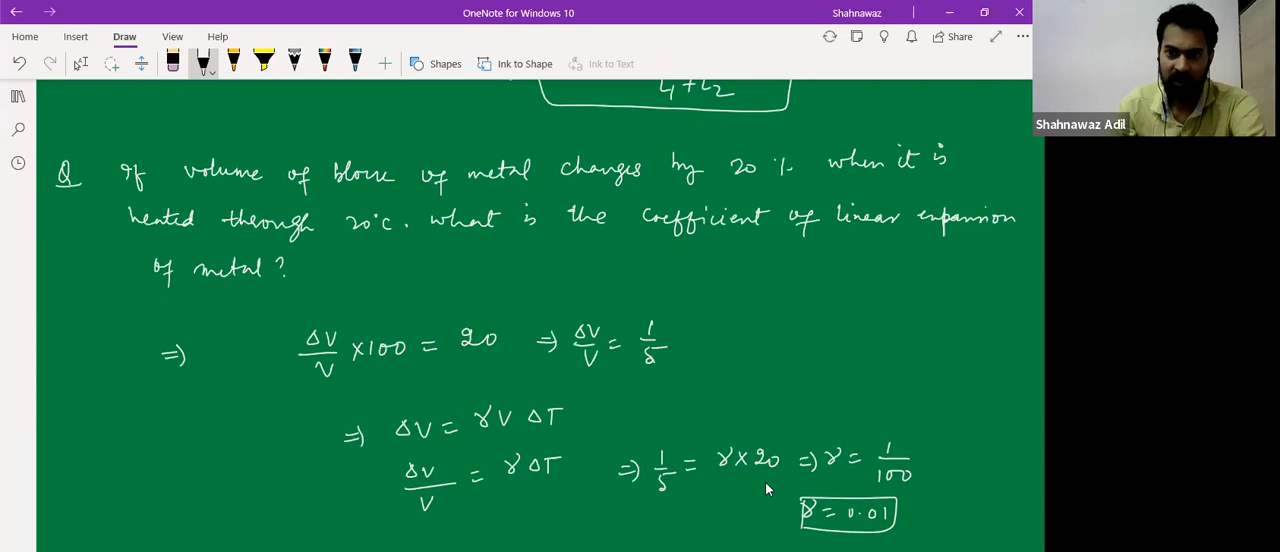 OneNote for Windows 10
Shahnawaz
Home Insert Draw View Help
Share
Shapes Ink to Shape Ink to Text
Shahnawaz Adil
L₁ + L₂
Q If volume of block of metal changes by 20 % when it is
heated through 20°C. what is the coefficient of linear expansion
of metal?
=> ΔV/V × 100 = 20 => ΔV/V = 1/5
=> ΔV = γV ΔT
ΔV/V = γ ΔT => 1/5 = γ × 20 => γ = 1/100
γ = 0.01